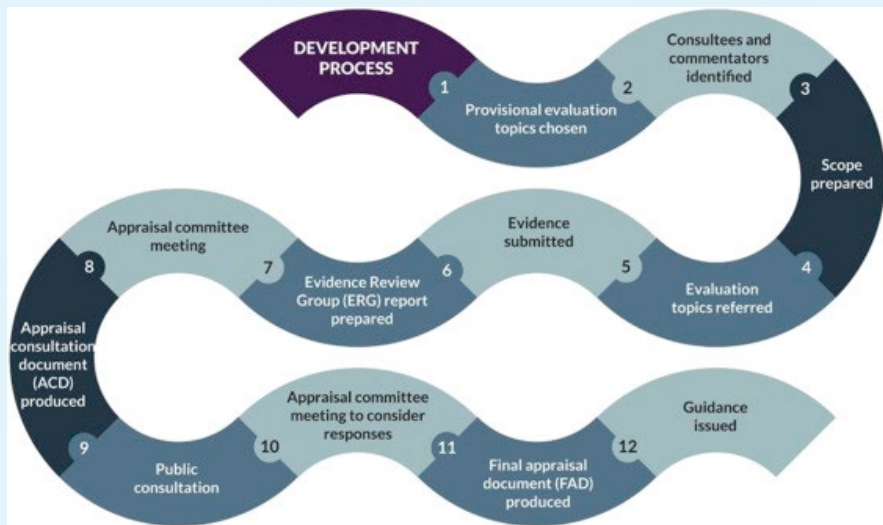 DEVELOPMENT
PROCESS
1
Provisional evaluation
topics chosen
2
Consultees and
commentators
identified
3
Scope
prepared
4
Evaluation
topics referred
5
Evidence
submitted
6
Evidence Review
Group (ERG) report
prepared
7
Appraisal committee
meeting
8
Appraisal
consultation
document
(ACD)
produced
9
Public
consultation
10
Appraisal committee
meeting to consider
responses
11
Final appraisal
document (FAD)
produced
12
Guidance
issued